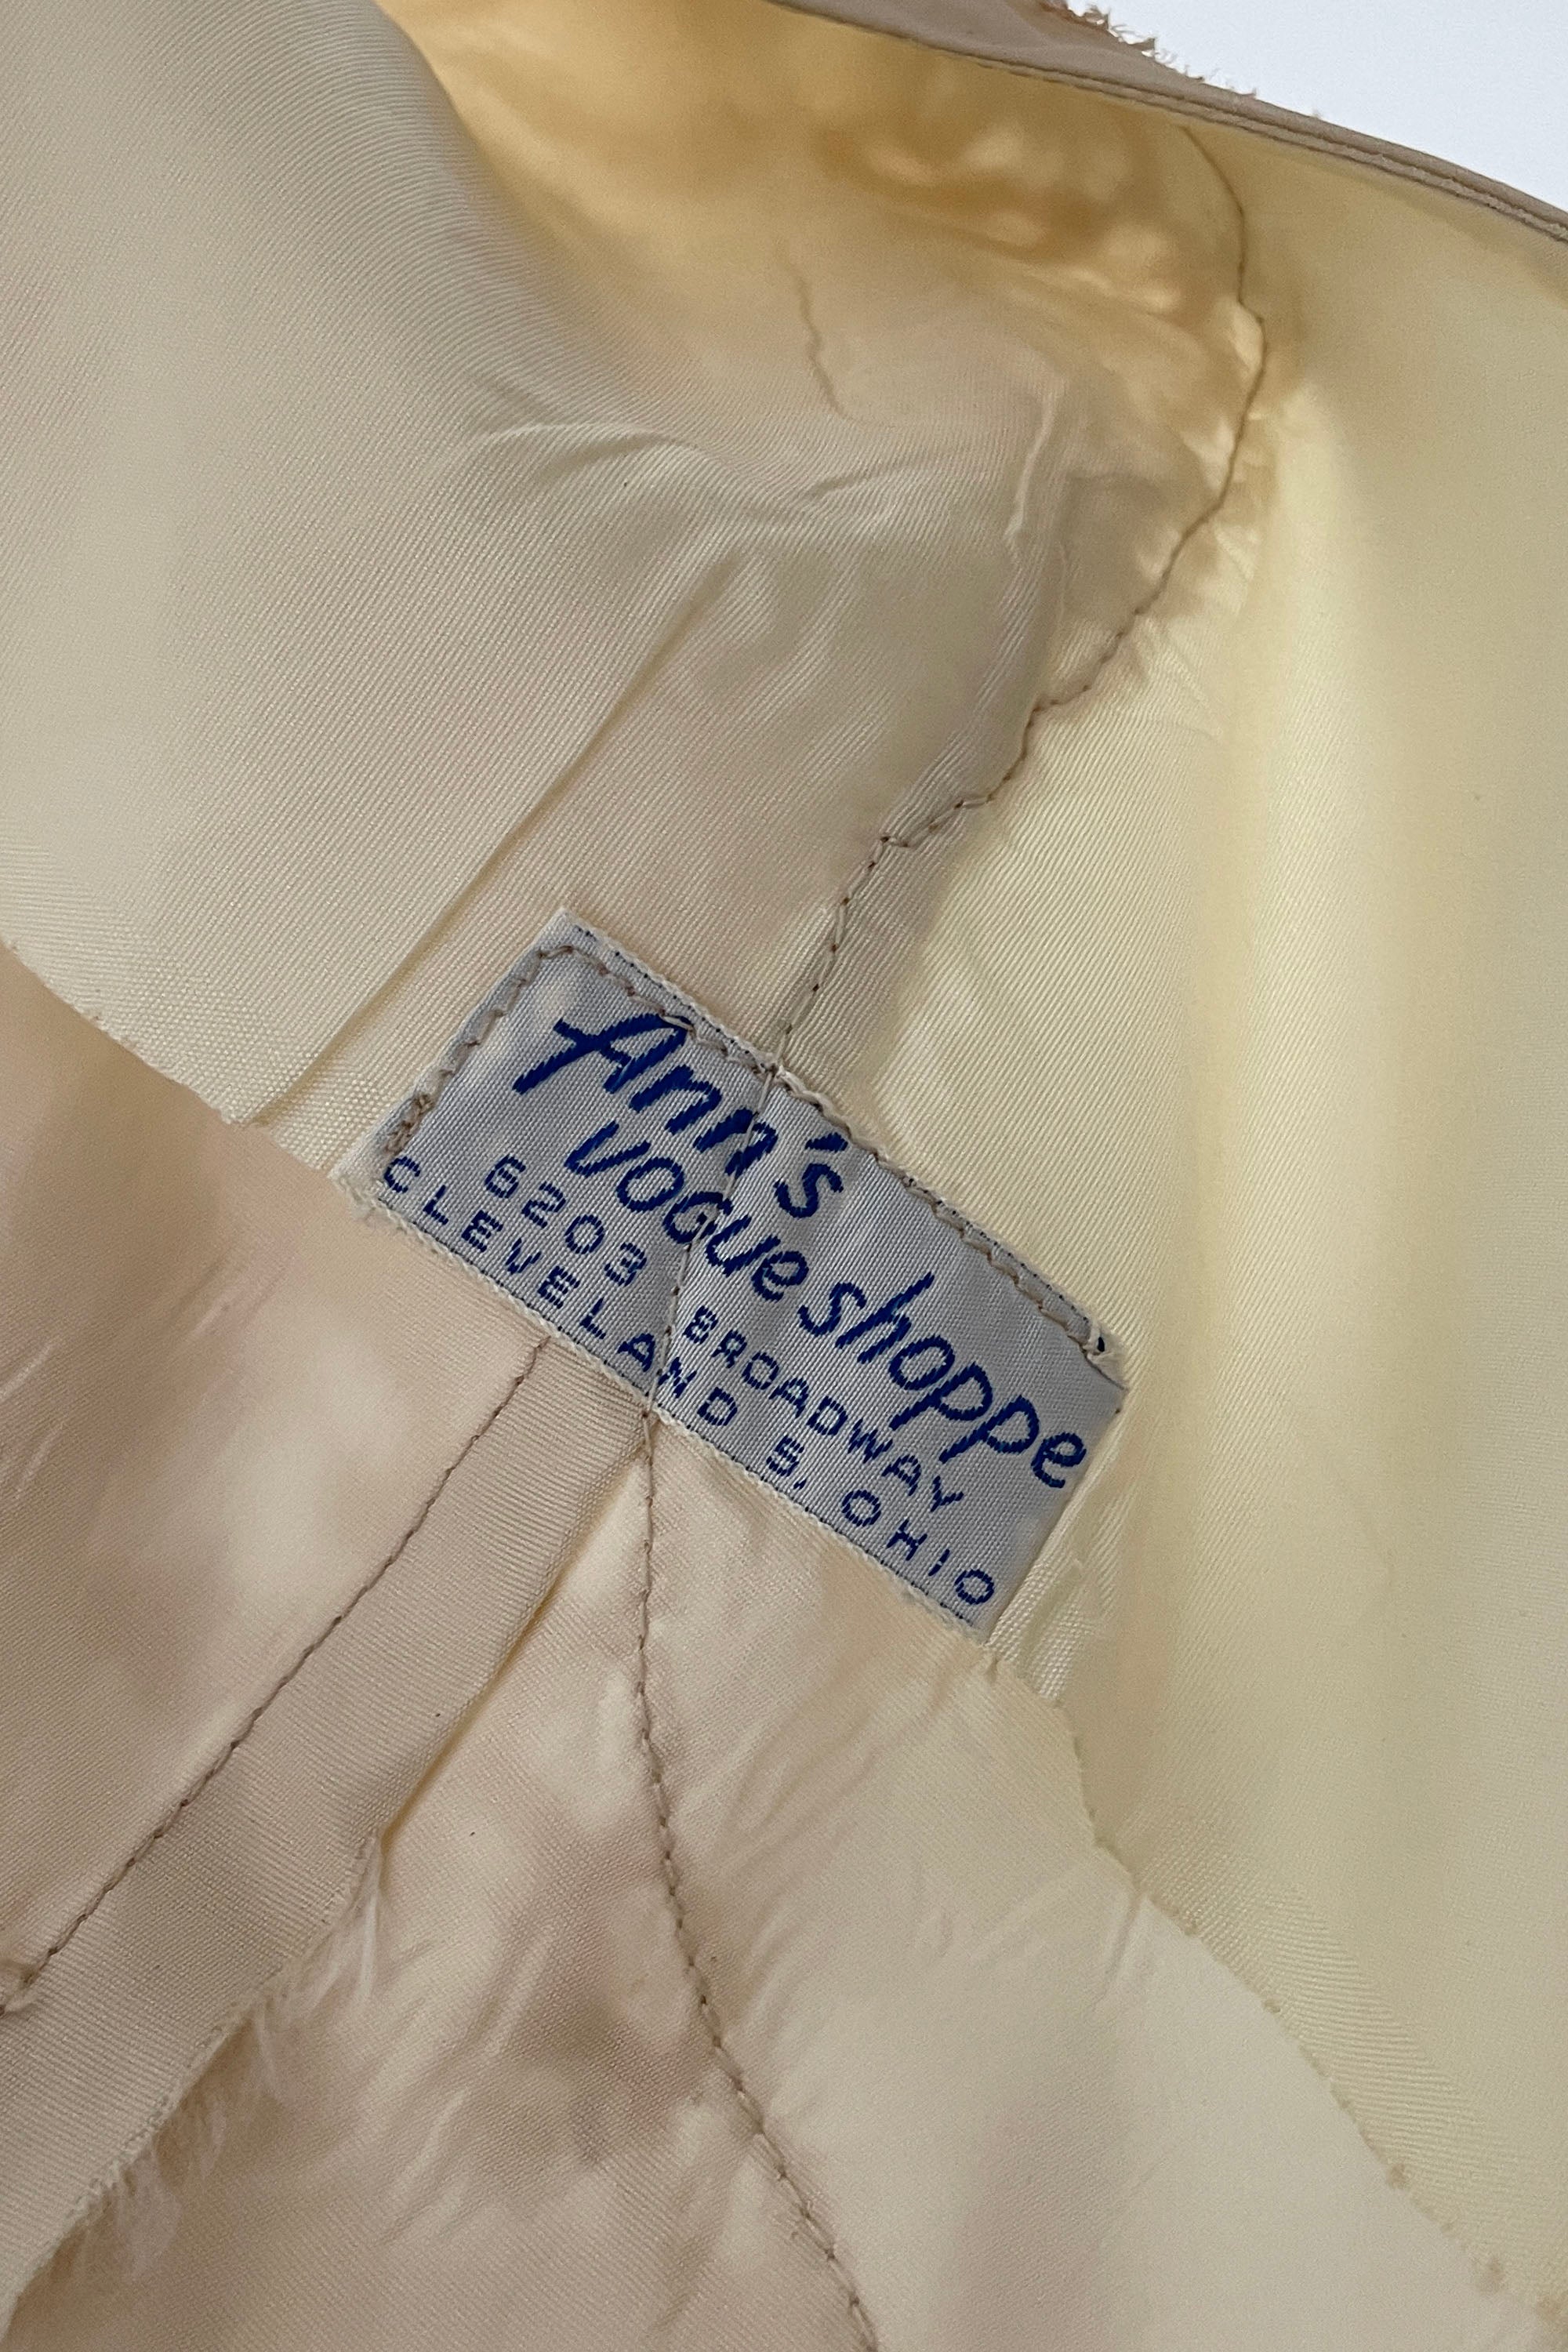 Ann's
vogue shoppe
6203 BROADWAY
CLEVELAND 5, OHIO